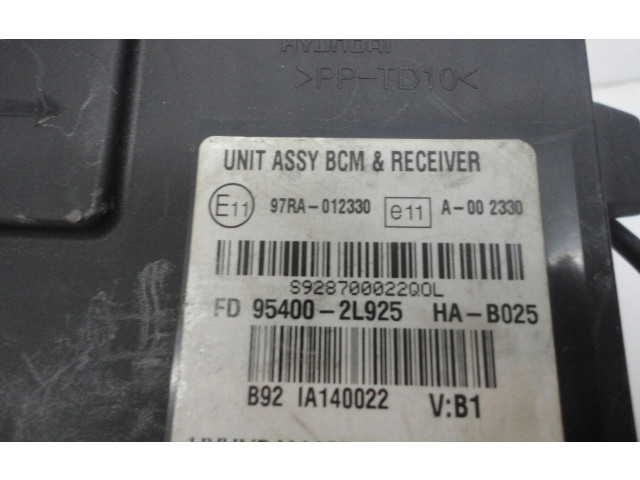 HYUNDAI
>PP-TD10<
UNIT ASSY BCM & RECEIVER
E11 97RA-012330 e11 A-00 2330
S928700022QOL
FD 95400-2L925 HA-B025
B92 IA140022 V:B1